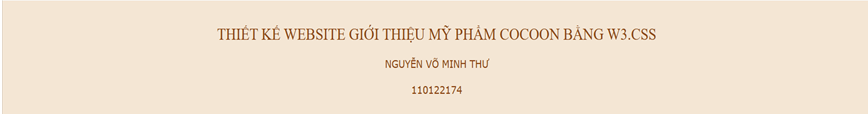 THIẾT KẾ WEBSITE GIỚI THIỆU MỸ PHẨM COCOON BẰNG W3.CSS
NGUYỄN VÕ MINH THƯ
110122174